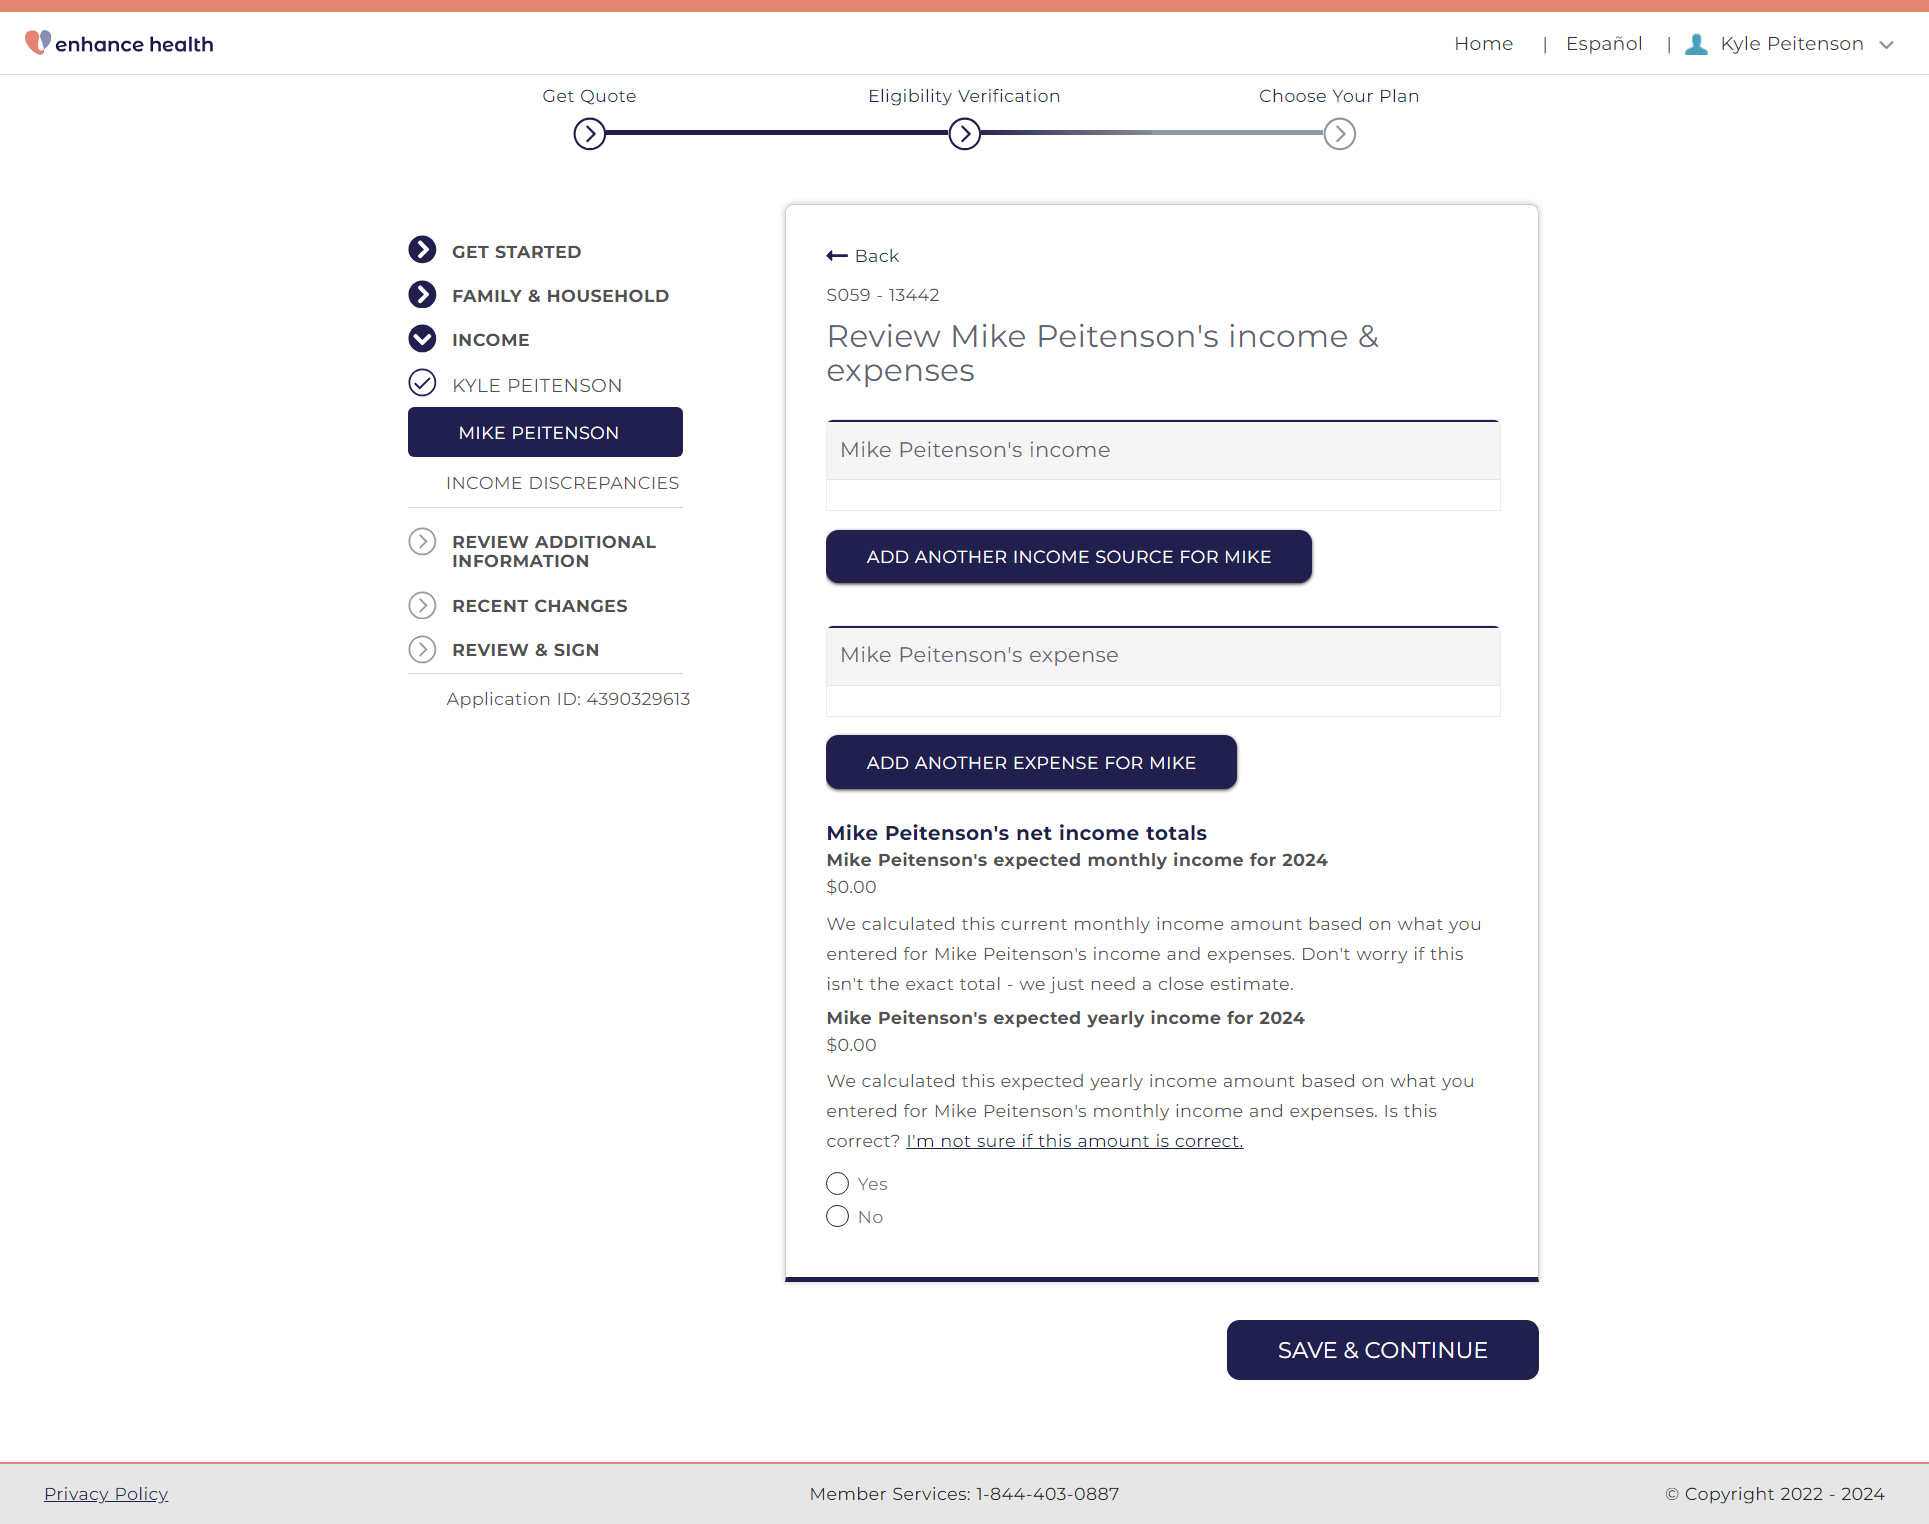 enhance health
Home | Español | Kyle Peitenson
Get Quote
Eligibility Verification
Choose Your Plan
GET STARTED
FAMILY & HOUSEHOLD
INCOME
KYLE PEITENSON
MIKE PEITENSON
INCOME DISCREPANCIES
REVIEW ADDITIONAL
INFORMATION
RECENT CHANGES
REVIEW & SIGN
Application ID: 4390329613
Back
S059 - 13442
Review Mike Peitenson's income &
expenses
Mike Peitenson's income
ADD ANOTHER INCOME SOURCE FOR MIKE
Mike Peitenson's expense
ADD ANOTHER EXPENSE FOR MIKE
Mike Peitenson's net income totals
Mike Peitenson's expected monthly income for 2024
$0.00
We calculated this current monthly income amount based on what you
entered for Mike Peitenson's income and expenses. Don't worry if this
isn't the exact total - we just need a close estimate.
Mike Peitenson's expected yearly income for 2024
$0.00
We calculated this expected yearly income amount based on what you
entered for Mike Peitenson's monthly income and expenses. Is this
correct? I'm not sure if this amount is correct.
Yes
No
SAVE & CONTINUE
Privacy Policy
Member Services: 1-844-403-0887
© Copyright 2022 - 2024